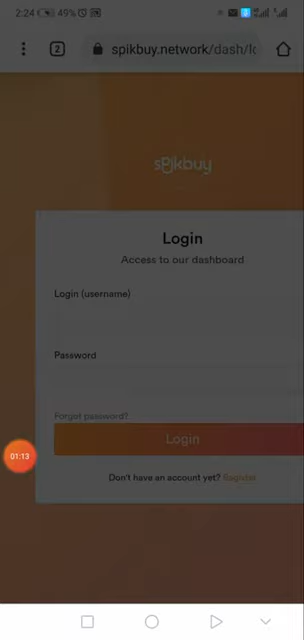 2:24 49%
2 spikbuy.network/dash/lo
spikbuy
Login
Access to our dashboard
Login (username)
Password
Forgot password?
Login
01:13
Don't have an account yet? Register